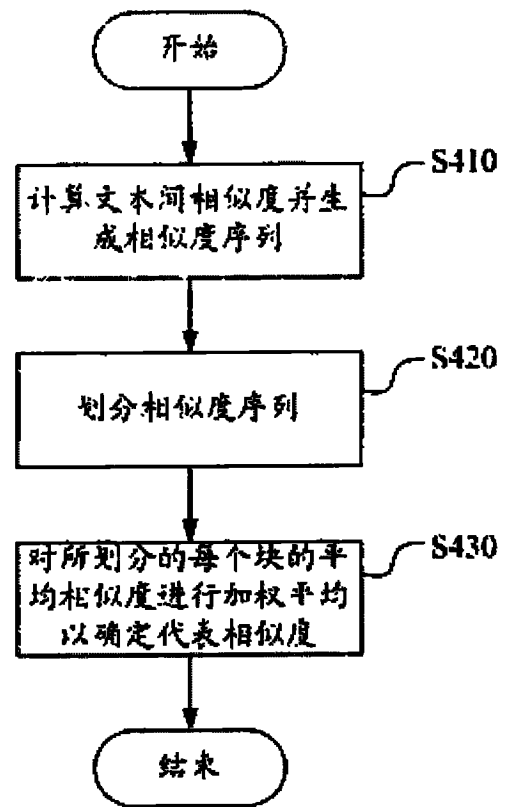 开始
S410
计算文本间相似度并生
成相似度序列
S420
划分相似度序列
S430
对所划分的每个块的平
均相似度进行加权平均
以确定代表相似度
结束